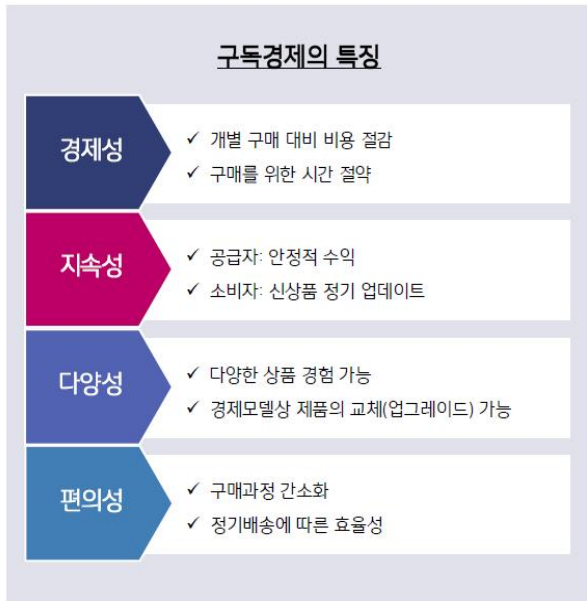 구독경제의 특징
경제성
✓ 개별 구매 대비 비용 절감
✓ 구매를 위한 시간 절약
지속성
✓ 공급자: 안정적 수익
✓ 소비자: 신상품 정기 업데이트
다양성
✓ 다양한 상품 경험 가능
✓ 경제모델상 제품의 교체(업그레이드) 가능
편의성
✓ 구매과정 간소화
✓ 정기배송에 따른 효율성